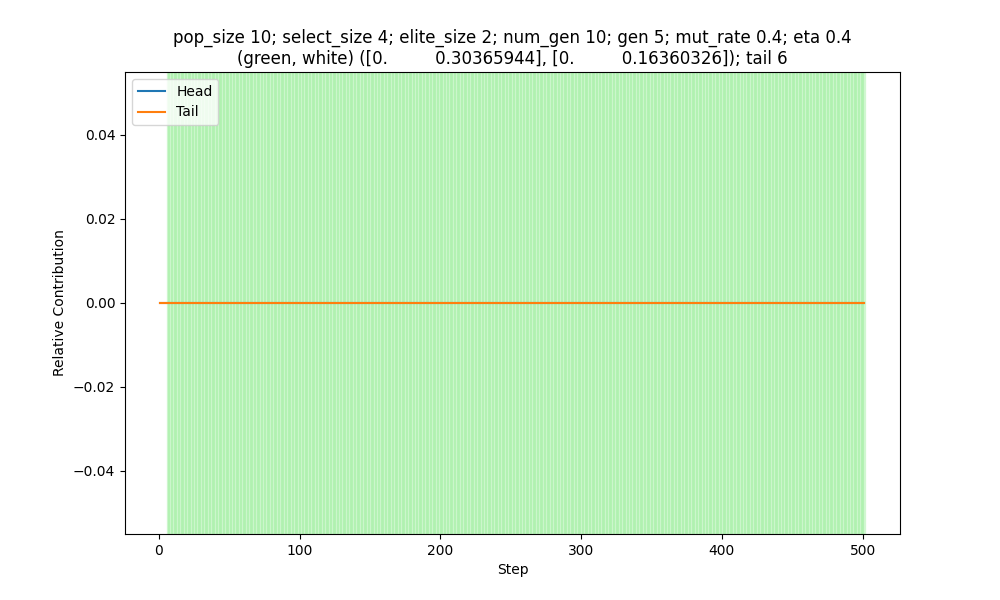 pop_size 10; select_size 4; elite_size 2; num_gen 10; gen 5; mut_rate 0.4; eta 0.4
(green, white) ([0.         0.30365944], [0.         0.16360326]); tail 6
Head
Tail
0.04
0.02
0.00
−0.02
−0.04
Relative Contribution
0 100 200 300 400 500
Step